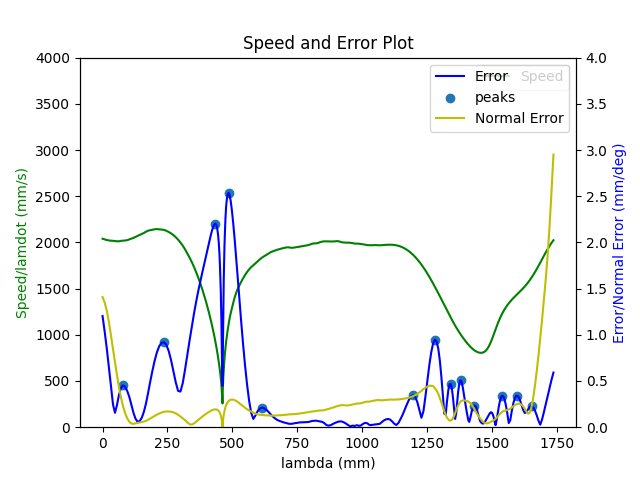 Speed and Error Plot
4000
3500
3000
2500
2000
1500
1000
500
0
Speed/lamdot (mm/s)
4.0
3.5
3.0
2.5
2.0
1.5
1.0
0.5
0.0
Error/Normal Error (mm/deg)
Error
Speed
peaks
Normal Error
0 250 500 750 1000 1250 1500 1750
lambda (mm)